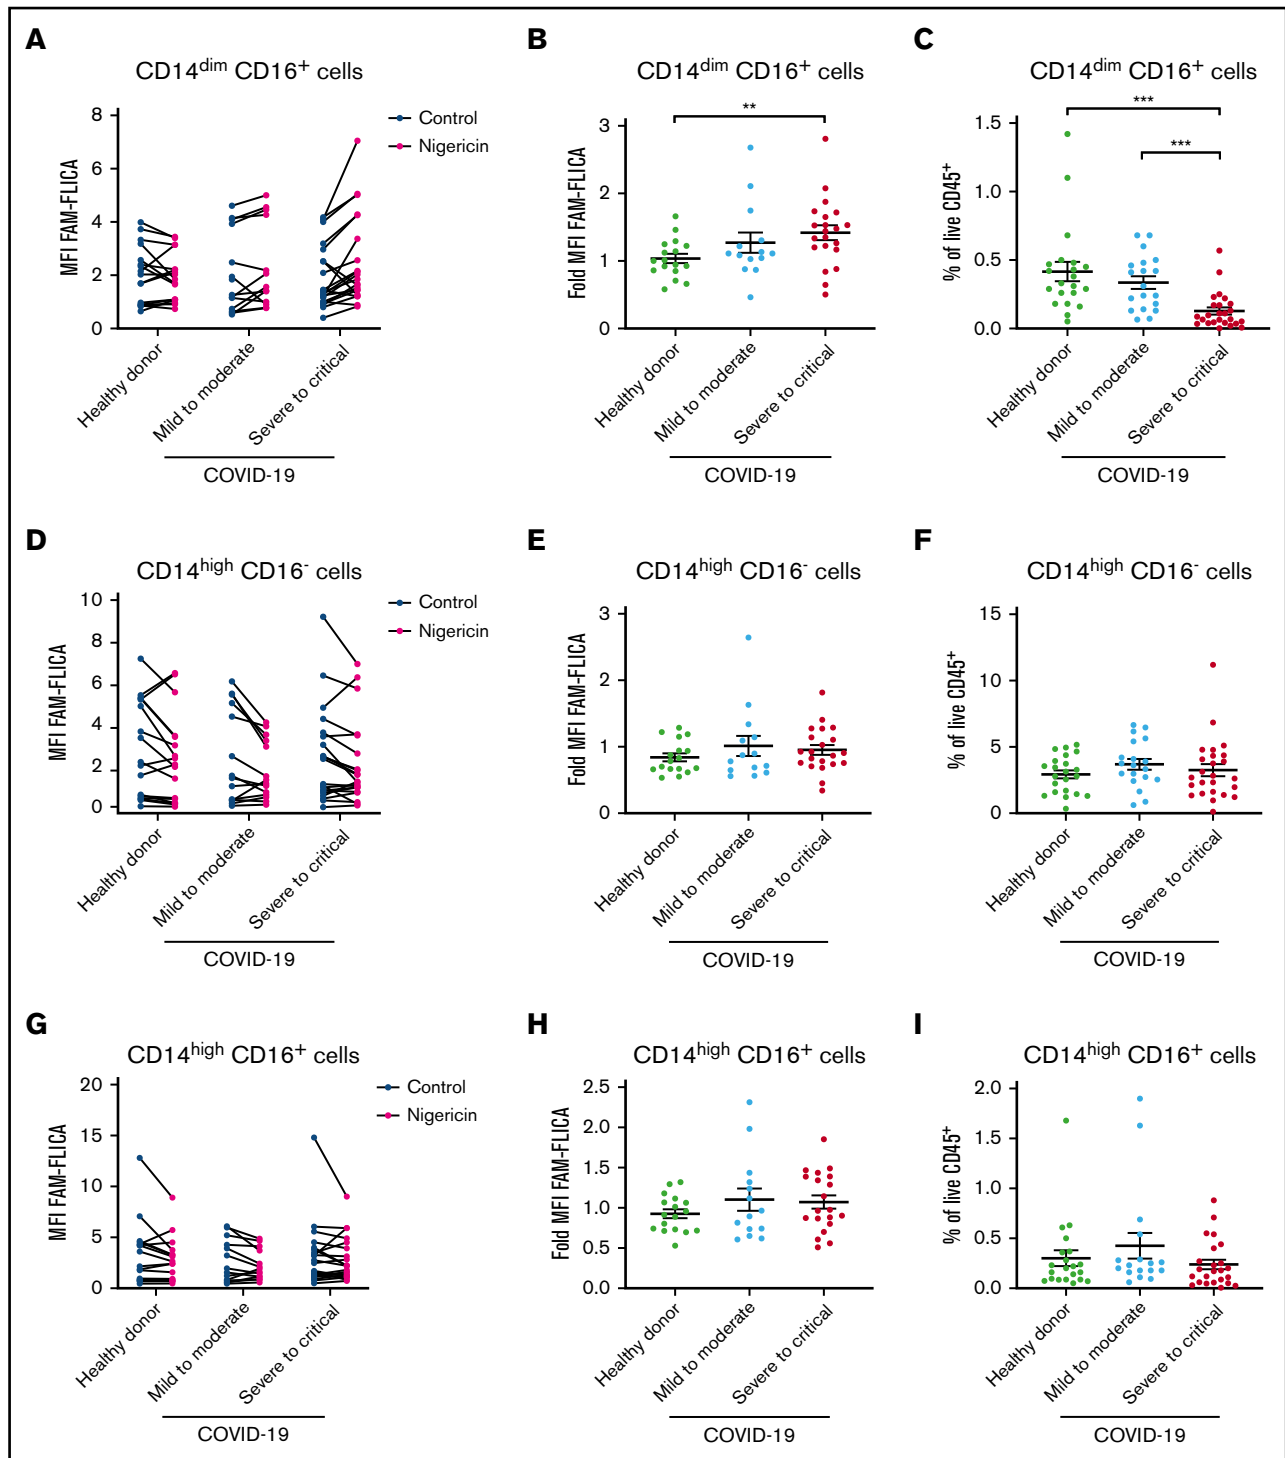 A
CD14dim CD16+ cells
MFI FAM-FLICA
8
6
4
2
0
Control
Nigericin
Healthy donor
Mild to moderate
Severe to critical
COVID-19
B
CD14dim CD16+ cells
Fold MFI FAM-FLICA
3
2
1
0
**
Healthy donor
Mild to moderate
Severe to critical
COVID-19
C
CD14dim CD16+ cells
% of live CD45+
1.5
1.0
0.5
0.0
***
***
Healthy donor
Mild to moderate
Severe to critical
COVID-19
D
CD14high CD16- cells
MFI FAM-FLICA
10
8
6
4
2
0
Control
Nigericin
Healthy donor
Mild to moderate
Severe to critical
COVID-19
E
CD14high CD16- cells
Fold MFI FAM-FLICA
3
2
1
0
Healthy donor
Mild to moderate
Severe to critical
COVID-19
F
CD14high CD16- cells
% of live CD45+
15
10
5
0
Healthy donor
Mild to moderate
Severe to critical
COVID-19
G
CD14high CD16+ cells
MFI FAM-FLICA
20
15
10
5
0
Control
Nigericin
Healthy donor
Mild to moderate
Severe to critical
COVID-19
H
CD14high CD16+ cells
Fold MFI FAM-FLICA
2.5
2.0
1.5
1.0
0.5
0.0
Healthy donor
Mild to moderate
Severe to critical
COVID-19
I
CD14high CD16+ cells
% of live CD45+
2.0
1.5
1.0
0.5
0.0
Healthy donor
Mild to moderate
Severe to critical
COVID-19